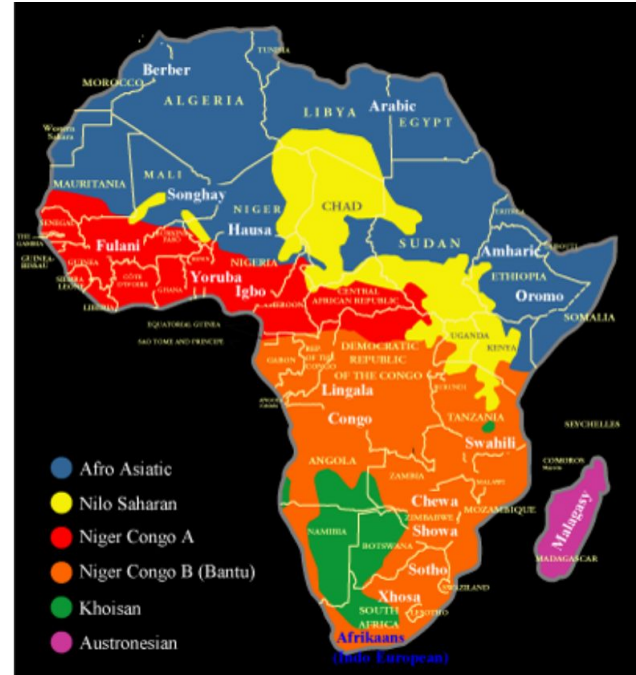 TUNISIA
Berber
MOROCCO
ALGERIA
LIBYA
Arabic
EGYPT
Western
Sahara
MAURITANIA
MALI
Songhay
NIGER
CHAD
SUDAN
ERITREA
SENEGAL
THE
GAMBIA
GUINEA-
BISSAU
Fulani
BURKINA
FASO
Hausa
NIGERIA
GUINEA
SIERRA
LEONE
CÔTE
D'IVOIRE
GHANA
BENIN
Yoruba
Igbo
LIBERIA
CAMEROON
CENTRAL
AFRICAN REPUBLIC
Amharic
DJIBOUTI
ETHIOPIA
Oromo
SOMALIA
EQUATORIAL GUINEA
SAO TOME AND PRINCIPE
GABON
REP
OF THE
CONGO
DEMOCRATIC
REPUBLIC
OF THE CONGO
UGANDA
KENYA
BURUNDI
Lingala
Congo
TANZANIA
Swahili
SEYCHELLES
COMOROS
ANGOLA
ZAMBIA
MALAWI
Chewa
MOZAMBIQUE
ZIMBABWE
Showa
NAMIBIA
BOTSWANA
Malagasy
MADAGASCAR
Sotho
SWAZILAND
Xhosa
LESOTHO
SOUTH
AFRICA
Afrikaans
(Indo European)
Afro Asiatic
Nilo Saharan
Niger Congo A
Niger Congo B (Bantu)
Khoisan
Austronesian